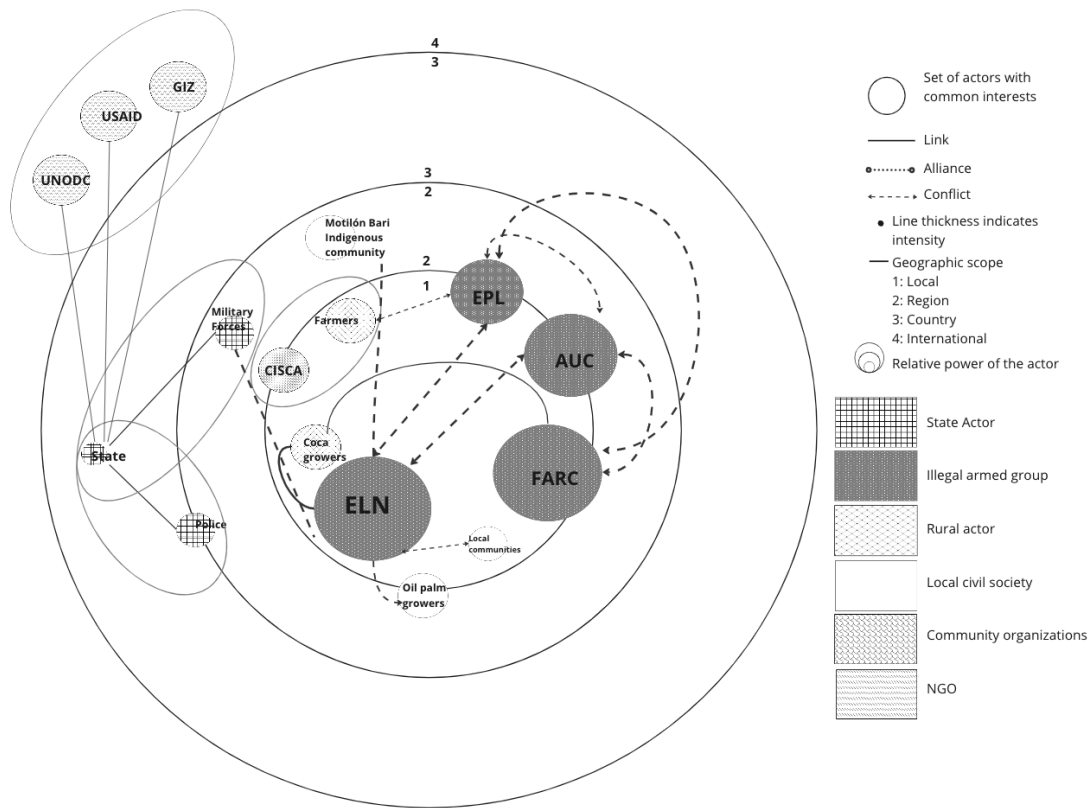 4
3
GIZ
USAID
UNODC
3
2
Motilón Bari
Indigenous
community
2
1
EPL
Military
Forces
Farmers
AUC
CISCA
Coca
growers
State
FARC
ELN
Police
Local
communities
Oil palm
growers
Set of actors with
common interests
Link
Alliance
Conflict
Line thickness indicates
intensity
Geographic scope
1: Local
2: Region
3: Country
4: International
Relative power of the actor
State Actor
Illegal armed group
Rural actor
Local civil society
Community organizations
NGO